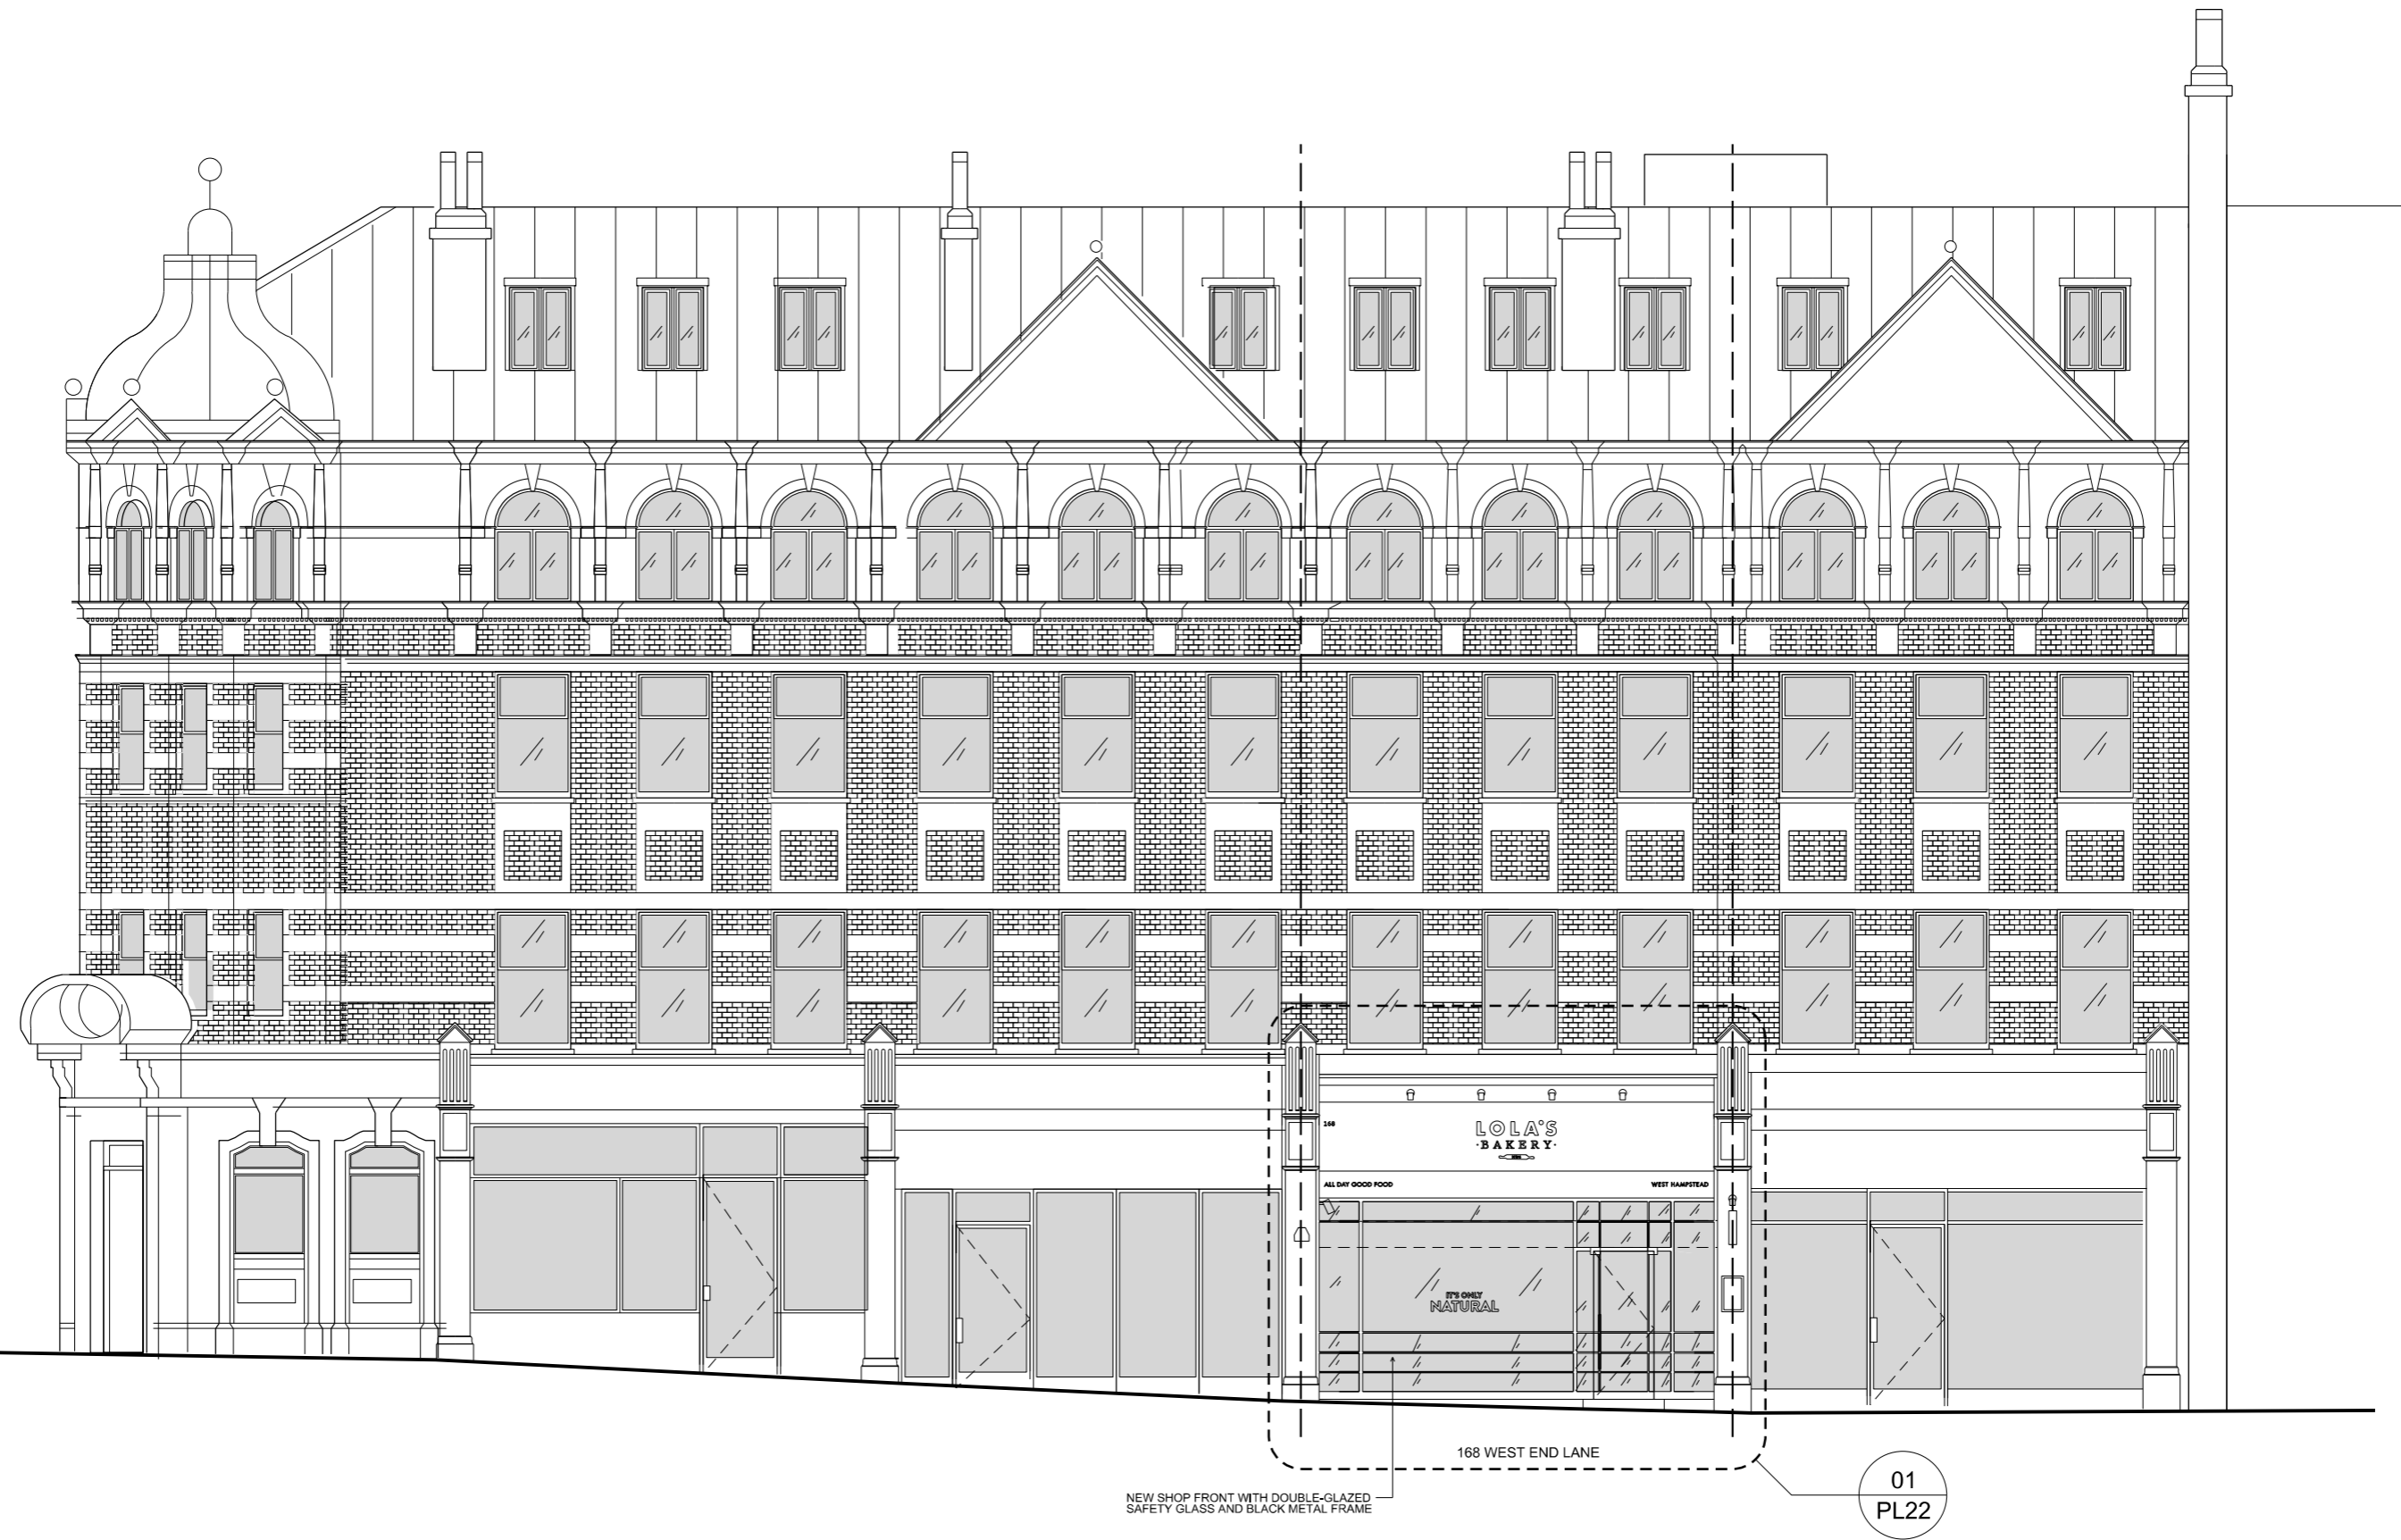 168
LOLA'S
·BAKERY·
ALL DAY GOOD FOOD
WEST HAMPSTEAD
IT'S ONLY
NATURAL
168 WEST END LANE
NEW SHOP FRONT WITH DOUBLE-GLAZED
SAFETY GLASS AND BLACK METAL FRAME
01
PL22